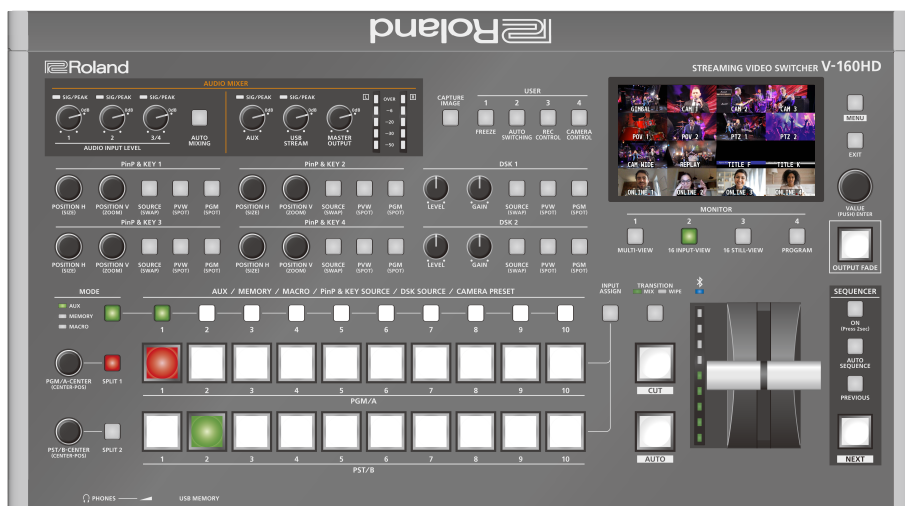 Roland
Roland
STREAMING VIDEO SWITCHER V-160HD
AUDIO MIXER
SIG/PEAK SIG/PEAK SIG/PEAK SIG/PEAK SIG/PEAK L OVER R
0dB 0dB 0dB 0dB 0dB 0dB
-6
-20
-30
-50
1 2 3/4
AUDIO INPUT LEVEL
AUTO
MIXING
AUX
USB
STREAM
MASTER
OUTPUT
CAPTURE
IMAGE
USER
1 2 3 4
FREEZE
AUTO
SWITCHING
REC
CONTROL
CAMERA
CONTROL
GIMBAL CAM 1 CAM 2 CAM 3
POV 1 POV 2 PTZ 1 PTZ 2
CAM WIDE REPLAY TITLE F TITLE K
ONLINE 1 ONLINE 2 ONLINE 3 ONLINE 4
MENU
EXIT
VALUE
(PUSH) ENTER
PinP & KEY 1 PinP & KEY 2 DSK 1
POSITION H
(SIZE)
POSITION V
(ZOOM)
SOURCE
(SWAP)
PVW
(SPOT)
PGM
(SPOT)
POSITION H
(SIZE)
POSITION V
(ZOOM)
SOURCE
(SWAP)
PVW
(SPOT)
PGM
(SPOT)
LEVEL
GAIN
SOURCE
PVW
(SPOT)
PGM
(SPOT)
PinP & KEY 3 PinP & KEY 4 DSK 2
POSITION H
(SIZE)
POSITION V
(ZOOM)
SOURCE
(SWAP)
PVW
(SPOT)
PGM
(SPOT)
POSITION H
(SIZE)
POSITION V
(ZOOM)
SOURCE
(SWAP)
PVW
(SPOT)
PGM
(SPOT)
LEVEL
GAIN
SOURCE
PVW
(SPOT)
PGM
(SPOT)
MONITOR
1 2 3 4
MULTI-VIEW 16 INPUT-VIEW 16 STILL-VIEW PROGRAM
OUTPUT FADE
MODE
AUX
MEMORY
MACRO
AUX / MEMORY / MACRO / PinP & KEY SOURCE / DSK SOURCE / CAMERA PRESET
1 2 3 4 5 6 7 8 9 10
INPUT
ASSIGN
TRANSITION
MIX WIPE
SEQUENCER
ON
(Press 2sec)
AUTO
SEQUENCE
PREVIOUS
NEXT
PGM/A-CENTER
(CENTER-POS)
SPLIT 1
1 2 3 4 5 6 7 8 9 10
PGM/A
CUT
PST/B-CENTER
(CENTER-POS)
SPLIT 2
1 2 3 4 5 6 7 8 9 10
PST/B
AUTO
PHONES
USB MEMORY